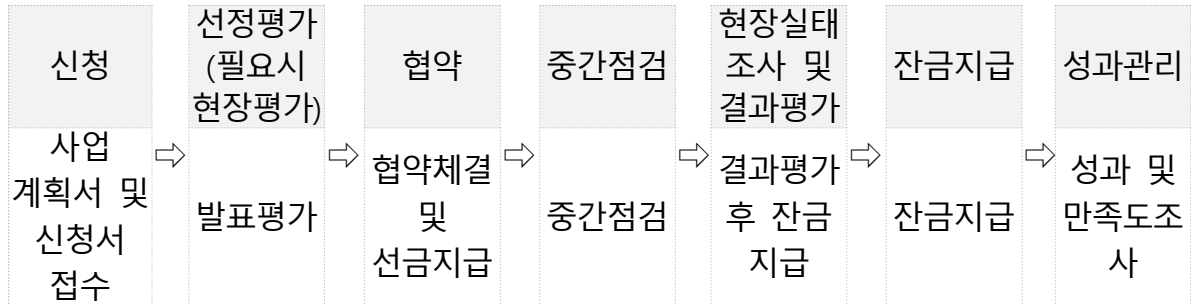 신청
선정평가
(필요시
현장평가)
협약
중간점검
현장실태
조사 및
결과평가
잔금지급
성과관리
사업
계획서 및
신청서
접수
발표평가
협약체결
및
선금지급
중간점검
결과평가
후 잔금
지급
잔금지급
성과 및
만족도조
사